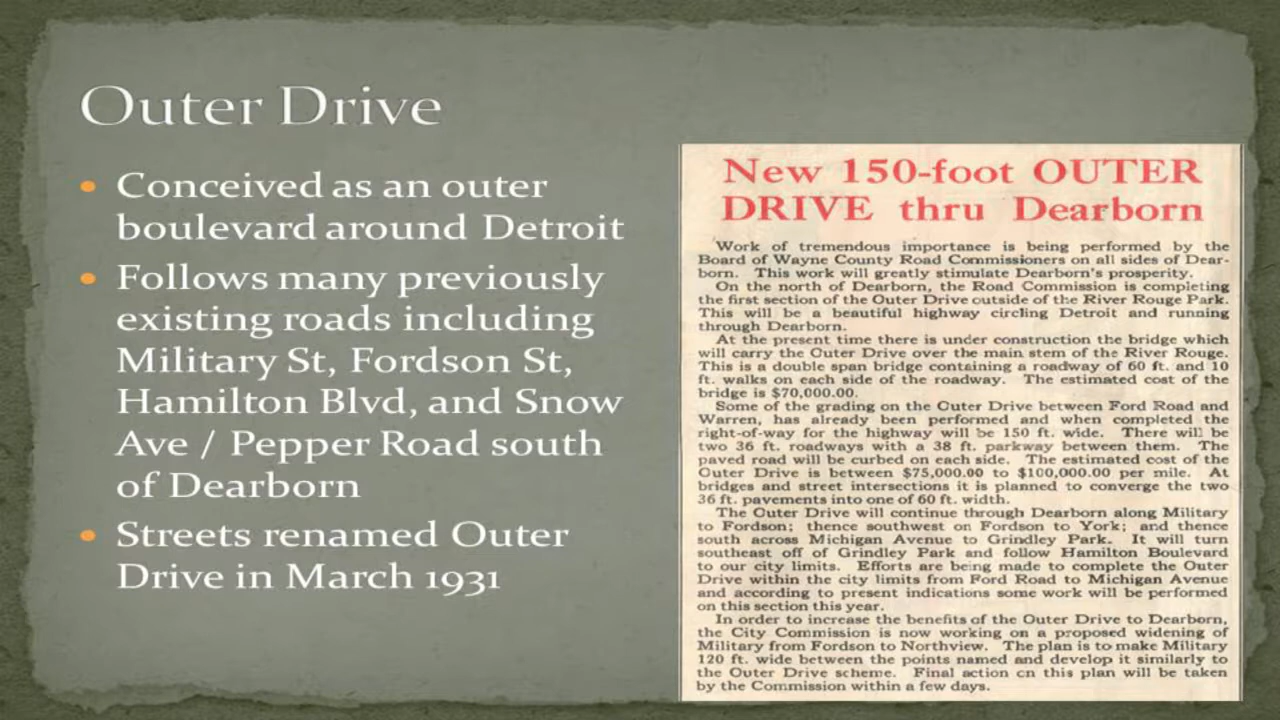 Outer Drive
• Conceived as an outer
boulevard around Detroit
• Follows many previously
existing roads including
Military St, Fordson St,
Hamilton Blvd, and Snow
Ave / Pepper Road south
of Dearborn
• Streets renamed Outer
Drive in March 1931
New 150-foot OUTER
DRIVE thru Dearborn
Work of tremendous importance is being performed by the
Board of Wayne County Road Commissioners on all sides of Dear-
born. This work will greatly stimulate Dearborn's prosperity.
On the north of Dearborn, the Road Commission is completing
the first section of the Outer Drive outside of the River Rouge Park.
This will be a beautiful highway circling Detroit and running
through Dearborn.
At the present time there is under construction the bridge which
will carry the Outer Drive over the main stem of the River Rouge.
This is a double span bridge containing a roadway of 60 ft. and 10
ft. walks on each side of the roadway. The estimated cost of the
bridge is $70,000.00.
Some of the grading on the Outer Drive between Ford Road and
Warren, has already been performed and when completed the
right-of-way for the highway will be 150 ft. wide. There will be
two 36 ft. roadways with a 38 ft. parkway between them. The
paved road will be curbed on each side. The estimated cost of the
Outer Drive is between $75,000.00 to $100,000.00 per mile. At
bridges and street intersections it is planned to converge the two
36 ft. pavements into one of 60 ft. width.
The Outer Drive will continue through Dearborn along Military
to Fordson; thence southwest on Fordson to York; and thence
south across Michigan Avenue to Grindley Park. It will turn
southeast off of Grindley Park and follow Hamilton Boulevard
to our city limits. Efforts are being made to complete the Outer
Drive within the city limits from Ford Road to Michigan Avenue
and according to present indications some work will be performed
on this section this year.
In order to increase the benefits of the Outer Drive to Dearborn,
the City Commission is now working on a proposed widening of
Military from Fordson to Northview. The plan is to make Military
120 ft. wide between the points named and develop it similarly to
the Outer Drive scheme. Final action on this plan will be taken
by the Commission within a few days.